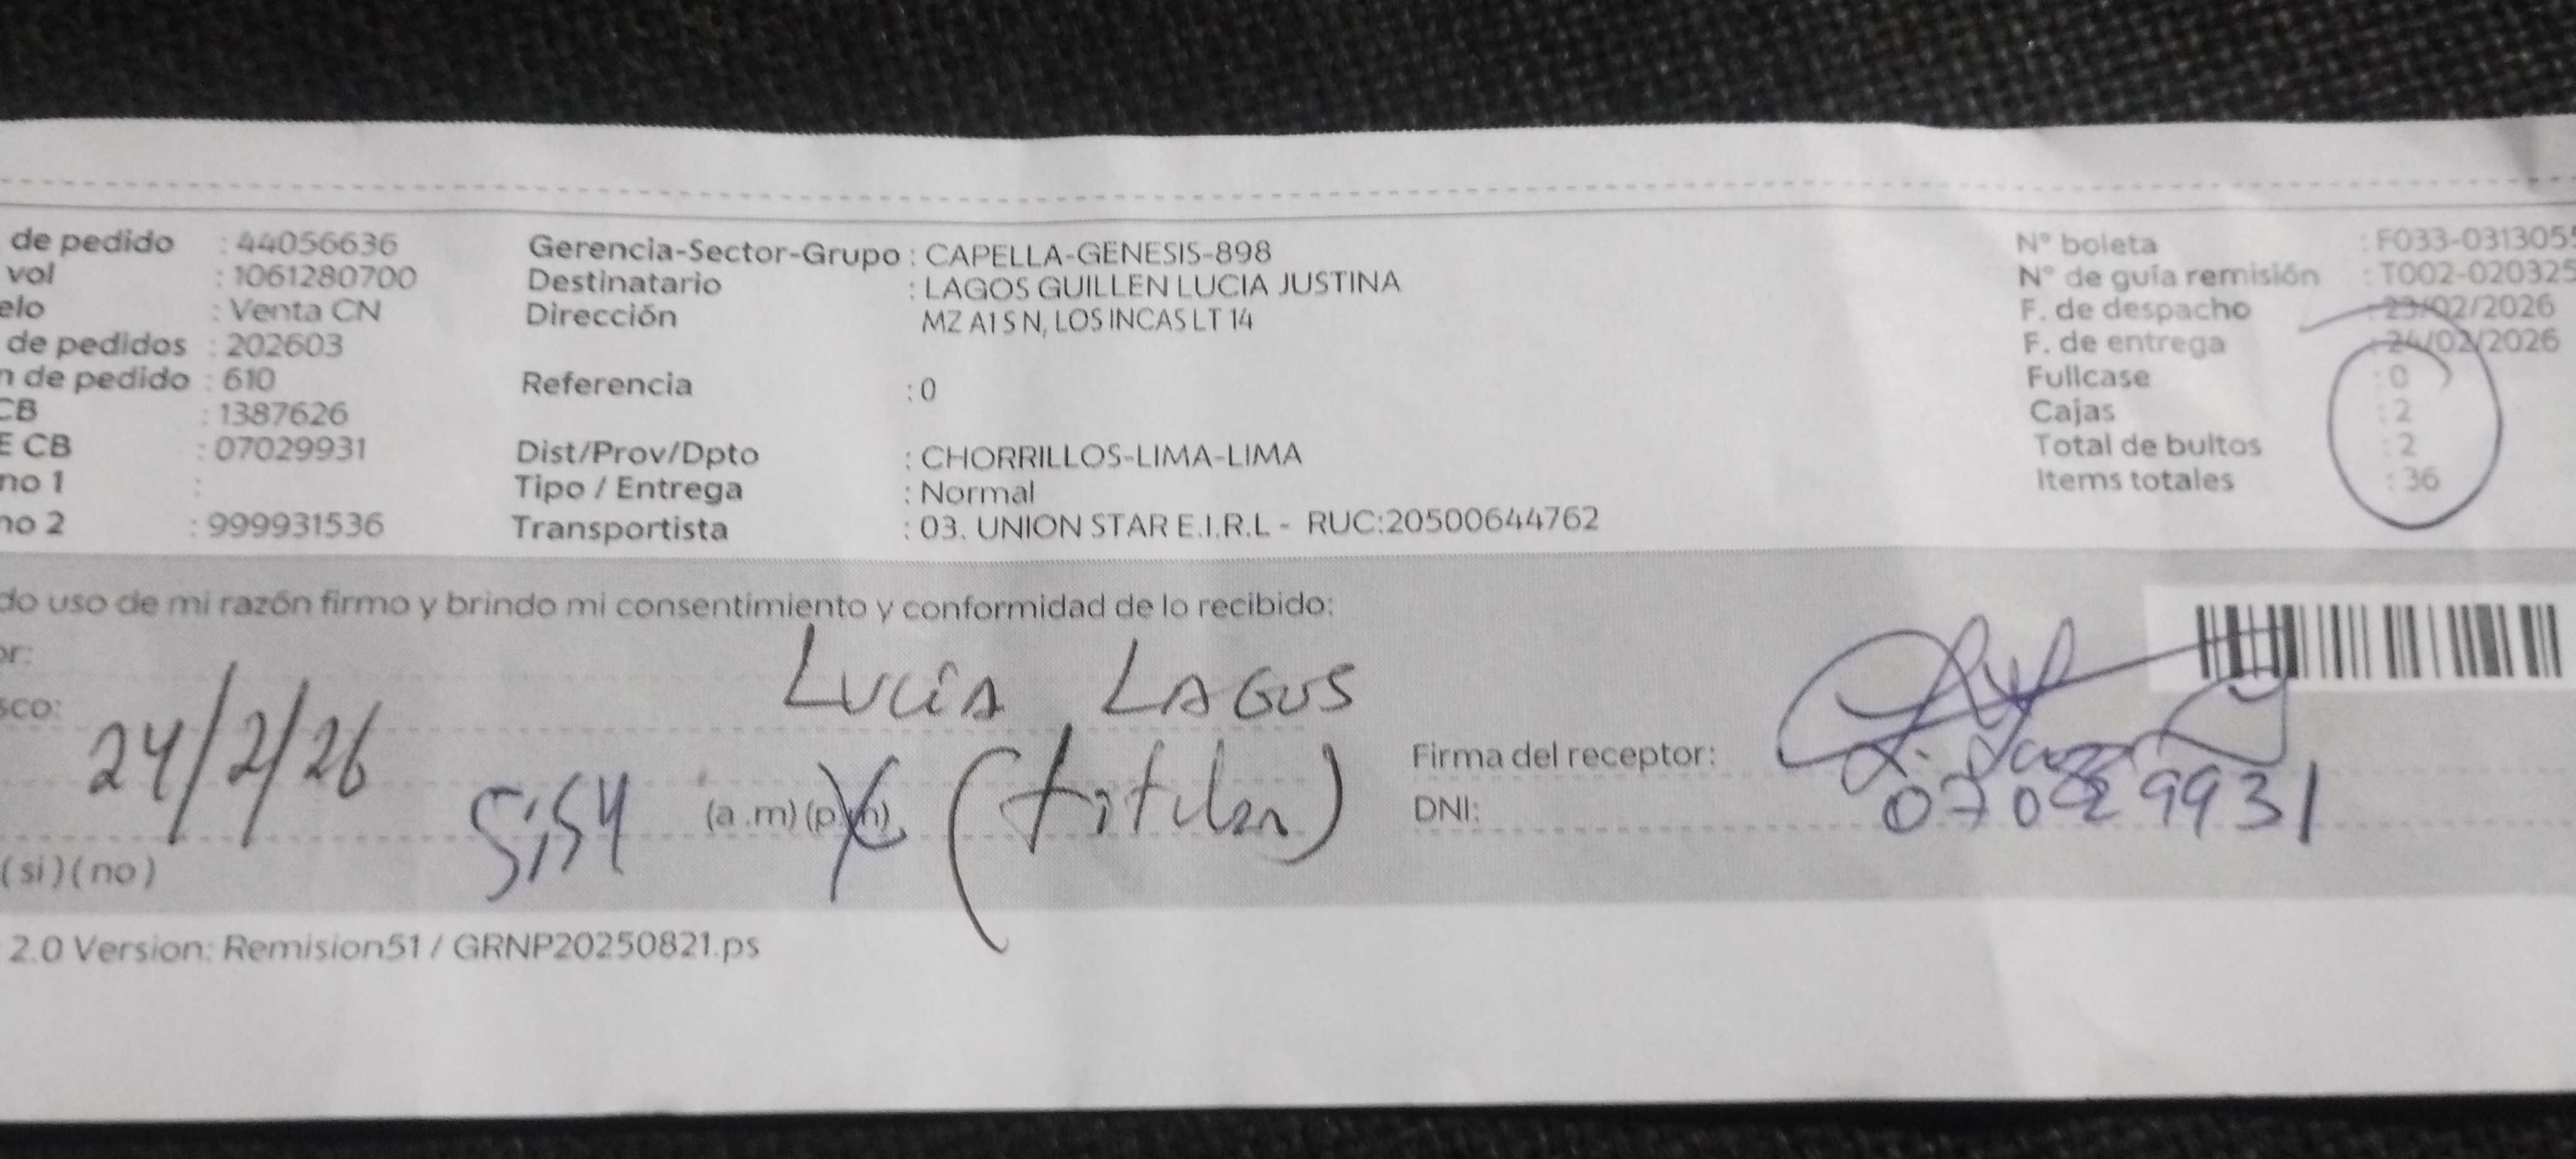 de pedido : 44056636
vol : 1061280700
elo : Venta CN
de pedidos : 202603
n de pedido : 610
CB : 1387626
E CB : 07029931
no 1 :
no 2 : 999931536
Gerencia-Sector-Grupo : CAPELLA-GENESIS-898
Destinatario : LAGOS GUILLEN LUCIA JUSTINA
Dirección MZ A1 S N, LOS INCAS LT 14
Referencia : 0
Dist/Prov/Dpto : CHORRILLOS-LIMA-LIMA
Tipo / Entrega : Normal
Transportista : 03. UNION STAR E.I.R.L - RUC:20500644762
N° boleta : F033-0313055
N° de guía remisión : T002-020325
F. de despacho : 23/02/2026
F. de entrega : 24/02/2026
Fullcase : 0
Cajas : 2
Total de bultos : 2
Items totales : 36
do uso de mi razón firmo y brindo mi consentimiento y conformidad de lo recibido:
or: LUCÍA LAGOS
sco:
24/2/26 5:54 (a.m) (p.m) (titular)
Firma del receptor:
DNI: 07029931
(si) (no)
2.0 Version: Remision51 / GRNP20250821.ps